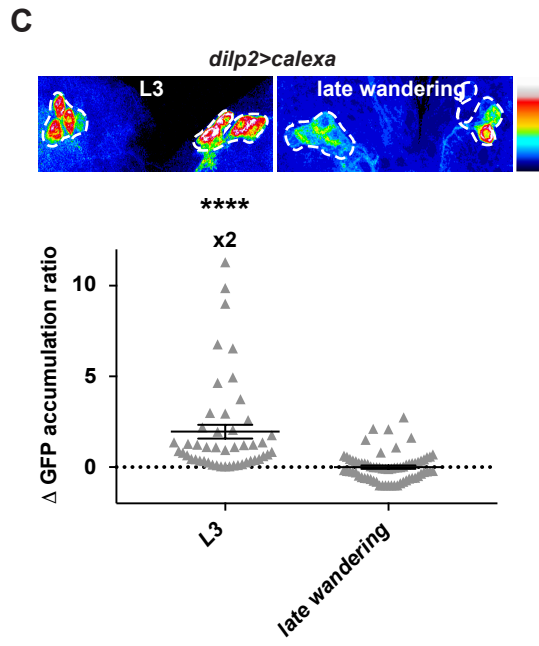 C
dilp2>calexa
L3
late wandering
****
x2
10
5
0
Δ GFP accumulation ratio
L3
late wandering